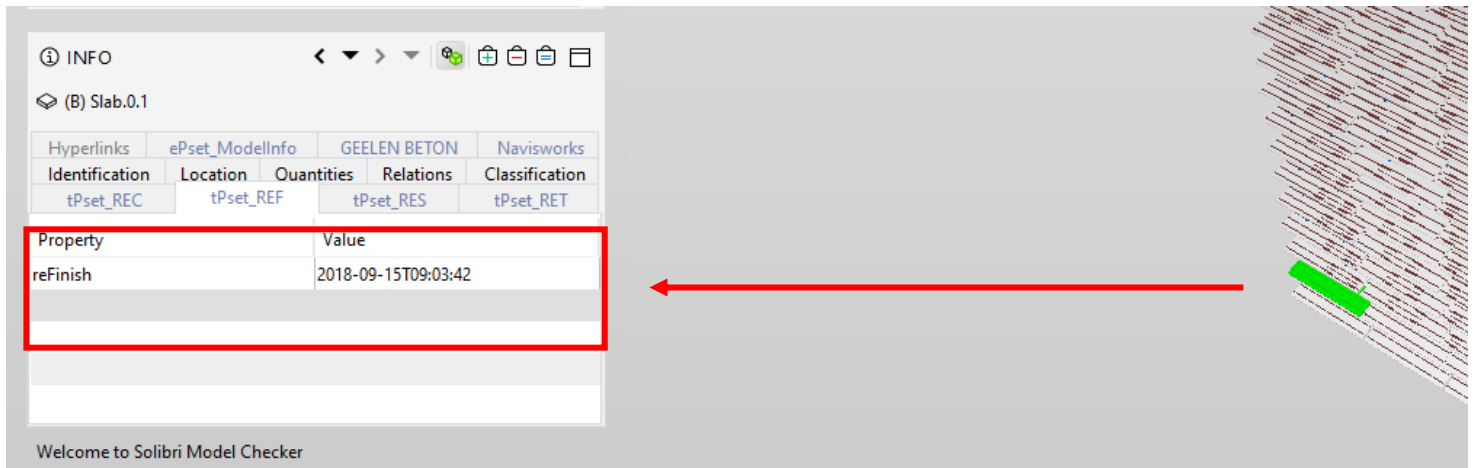 INFO
(B) Slab.0.1
Hyperlinks ePset_ModelInfo GEELEN BETON Navisworks
Identification Location Quantities Relations Classification
tPset_REC tPset_REF tPset_RES tPset_RET
Property Value
reFinish 2018-09-15T09:03:42
Welcome to Solibri Model Checker